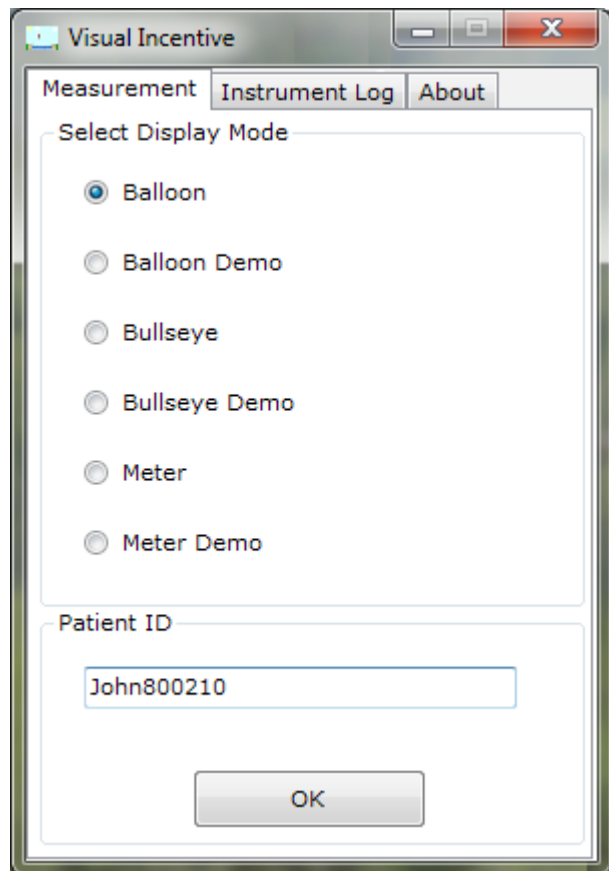 Visual Incentive
Measurement Instrument Log About
Select Display Mode
Balloon
Balloon Demo
Bullseye
Bullseye Demo
Meter
Meter Demo
Patient ID
John800210
OK